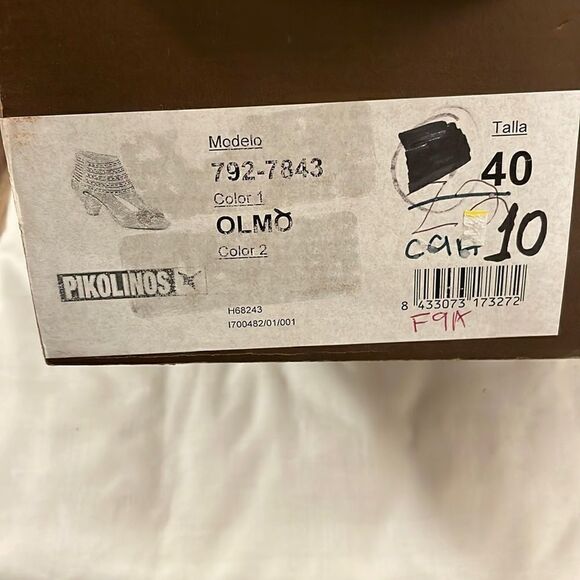 Modelo
792-7843
Color 1
OLMO
Color 2
PIKOLINOS
H68243
I700482/01/001
Talla
40
10
C9A
8 433073 173272
F9A